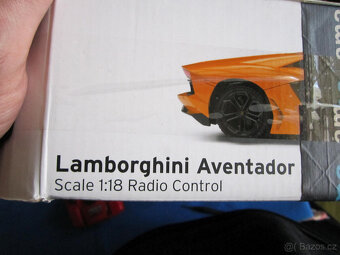 Lamborghini Aventador
Scale 1:18 Radio Control
Bazos.cz